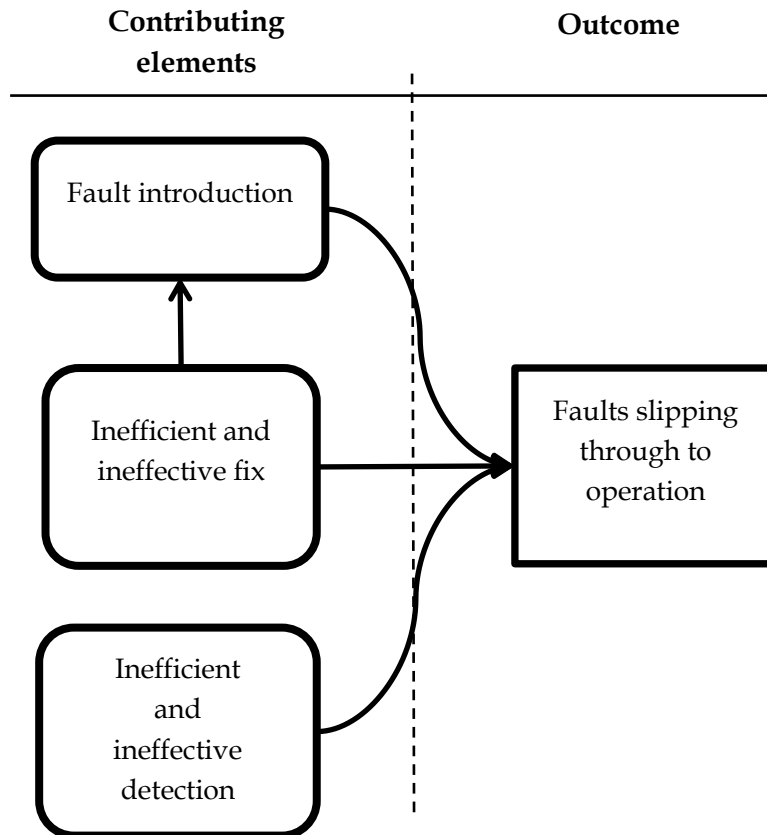 Contributing
elements
Outcome
Fault introduction
Inefficient and
ineffective fix
Faults slipping
through to
operation
Inefficient
and
ineffective
detection